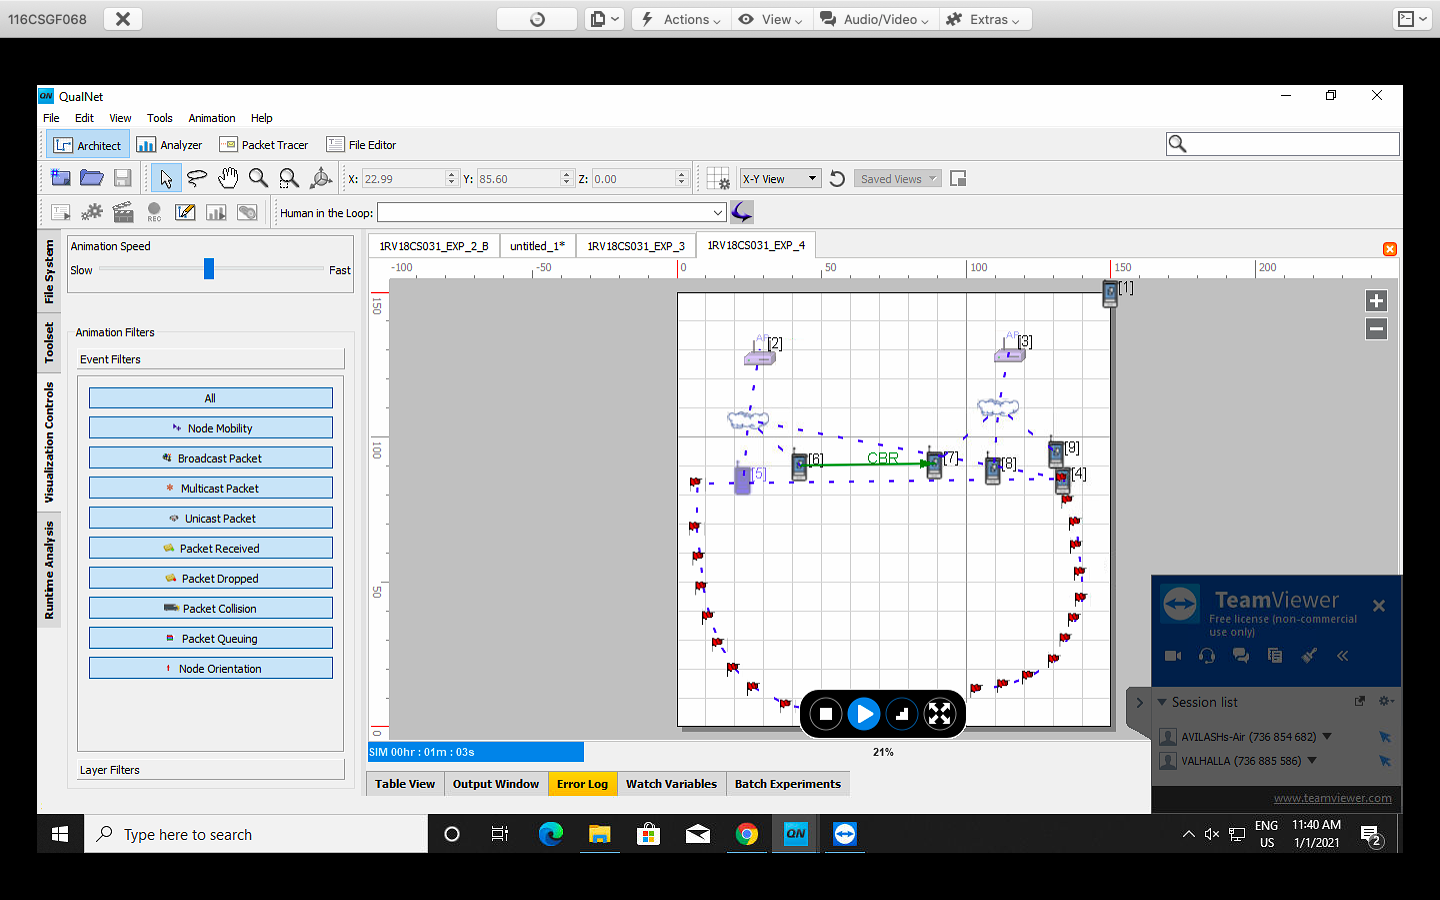 116CSGF068
Actions
View
Audio/Video
Extras
QN QualNet
File Edit View Tools Animation Help
Architect Analyzer Packet Tracer File Editor
X: 22.99 Y: 85.60 Z: 0.00 X-Y View Saved Views
REC Human in the Loop:
File System
Toolset
Visualization Controls
Runtime Analysis
Animation Speed
Slow Fast
Animation Filters
Event Filters
All
Node Mobility
Broadcast Packet
Multicast Packet
Unicast Packet
Packet Received
Packet Dropped
Packet Collision
Packet Queuing
Node Orientation
Layer Filters
1RV18CS031_EXP_2_B untitled_1* 1RV18CS031_EXP_3 1RV18CS031_EXP_4
-100 -50 0 50 100 150 200
150
100
50
0
[1]
AP [2]
AP [3]
CBR
[5] [6] [7] [8] [9] [4]
SIM 00hr : 01m : 03s 21%
Table View Output Window Error Log Watch Variables Batch Experiments
TeamViewer
Free license (non-commercial
use only)
Session list
AVILASHs-Air (736 854 682)
VALHALLA (736 885 586)
www.teamviewer.com
Type here to search
QN
ENG
US
11:40 AM
1/1/2021
2